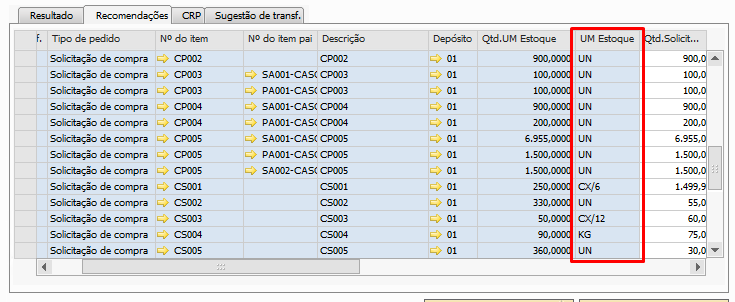 Resultado Recomendações CRP Sugestão de transf.
f. Tipo de pedido Nº do item Nº do item pai Descrição Depósito Qtd.UM Estoque UM Estoque Qtd.Solicit...
Solicitação de compra CP002 CP002 01 900,0000 UN 900,0
Solicitação de compra CP003 SA001-CASC CP003 01 100,0000 UN 100,0
Solicitação de compra CP003 PA001-CASC CP003 01 100,0000 UN 100,0
Solicitação de compra CP004 SA001-CASC CP004 01 900,0000 UN 900,0
Solicitação de compra CP004 PA001-CASC CP004 01 200,0000 UN 200,0
Solicitação de compra CP005 SA001-CASC CP005 01 6.955,0000 UN 6.955,0
Solicitação de compra CP005 PA001-CASC CP005 01 1.500,0000 UN 1.500,0
Solicitação de compra CP005 SA002-CASC CP005 01 1.500,0000 UN 1.500,0
Solicitação de compra CS001 CS001 01 250,0000 CX/6 1.499,9
Solicitação de compra CS002 CS002 01 330,0000 UN 55,0
Solicitação de compra CS003 CS003 01 50,0000 CX/12 60,0
Solicitação de compra CS004 CS004 01 90,0000 KG 75,0
Solicitação de compra CS005 CS005 01 360,0000 UN 30,0